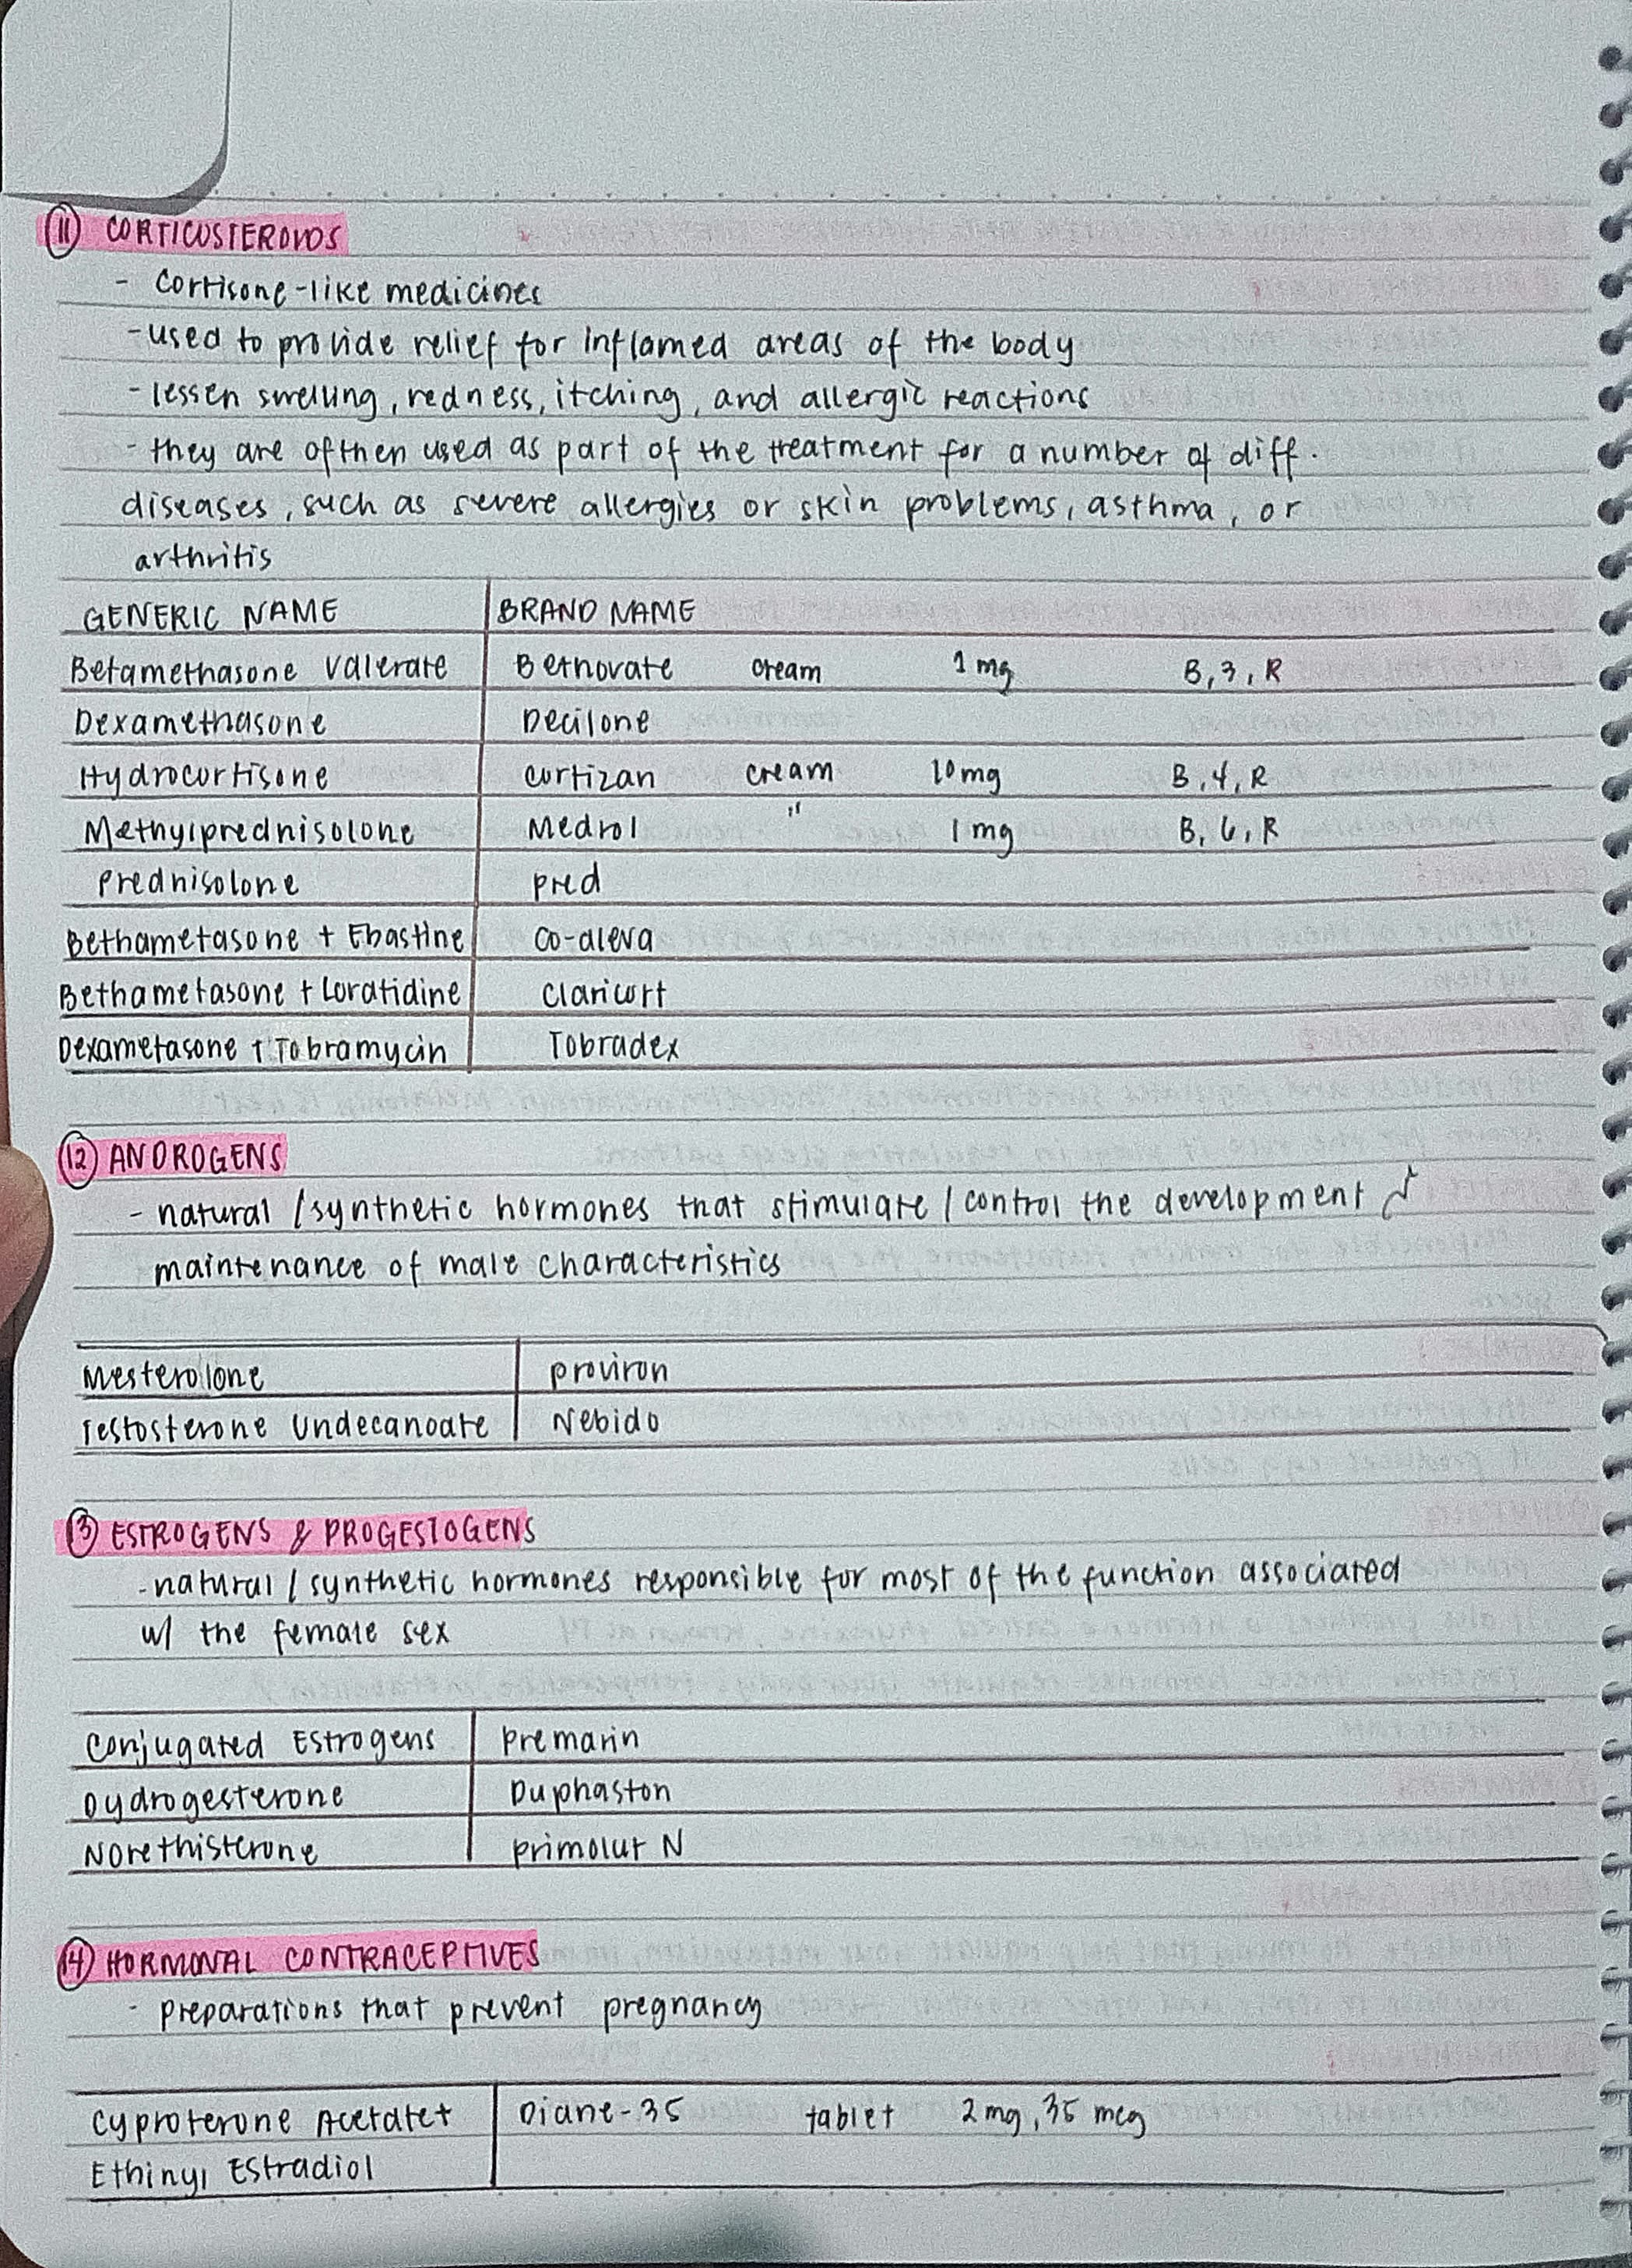 11 CORTICOSTEROIDS
- Cortisone-like medicines
- used to provide relief for inflamed areas of the body
- lessen swelling, redness, itching, and allergic reactions
- they are ofthen used as part of the treatment for a number of diff.
diseases, such as severe allergies or skin problems, asthma, or
arthritis
GENERIC NAME BRAND NAME
Betamethasone Valerate Betnovate cream 1 mg B, 3, R
Dexamethasone Decilone
Hydrocortisone cortizan cream 10 mg B, 4, R
Methylprednisolone Medrol " 1 mg B, 6, R
Prednisolone pred
Bethametasone + Ebastine co-aleva
Bethametasone + Loratidine Claricort
Dexametasone + Tobramycin Tobradex
12 ANDROGENS
- natural / synthetic hormones that stimulate / control the development &
maintenance of male characteristics
Mesterolone proviron
Testosterone Undecanoate Nebido
13 ESTROGENS & PROGESTOGENS
- natural / synthetic hormones responsible for most of the function associated
w/ the female sex
Conjugated Estrogens premarin
Dydrogesterone Duphaston
Norethisterone primolut N
14 HORMONAL CONTRACEPTIVES
- preparations that prevent pregnancy
Cyproterone Acetate + Diane-35 tablet 2 mg, 35 mcg
Ethinyl Estradiol